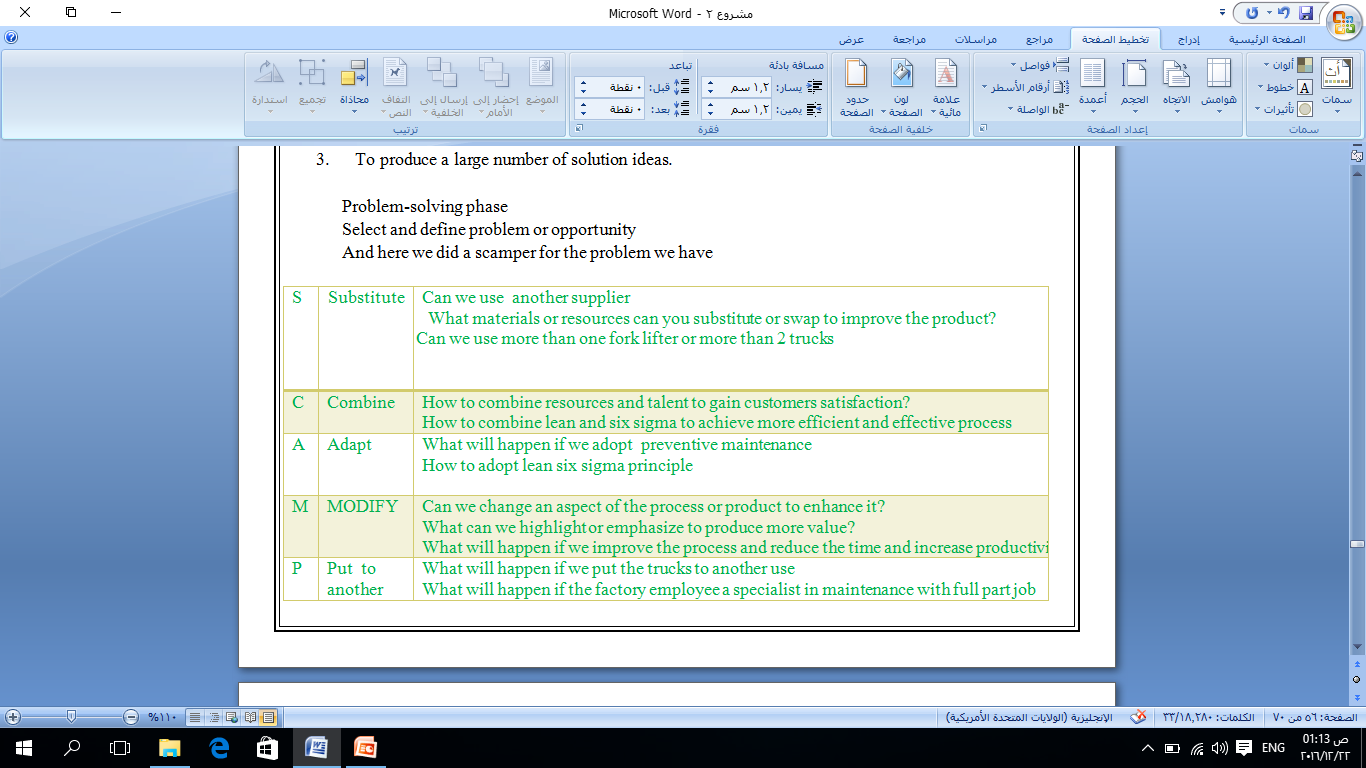 مشروع ٢ - Microsoft Word
الصفحة الرئيسية إدراج تخطيط الصفحة مراجع مراسلات مراجعة عرض
سمات
ألوان
خطوط
تأثيرات
سمات
هوامش
الاتجاه
الحجم
أعمدة
فواصل
أرقام الأسطر
الواصلة
إعداد الصفحة
علامة مائية
لون الصفحة
حدود الصفحة
خلفية الصفحة
مسافة بادئة
يسار: ١,٢ سم
يمين: ١,٢ سم
تباعد
قبل: ٠ نقطة
بعد: ٠ نقطة
فقرة
الموضع
إحضار إلى الأمام
إرسال إلى الخلفية
التفاف النص
محاذاة
تجميع
استدارة
ترتيب
3. To produce a large number of solution ideas.
Problem-solving phase
Select and define problem or opportunity
And here we did a scamper for the problem we have
S Substitute Can we use another supplier
What materials or resources can you substitute or swap to improve the product?
Can we use more than one fork lifter or more than 2 trucks
C Combine How to combine resources and talent to gain customers satisfaction?
How to combine lean and six sigma to achieve more efficient and effective process
A Adapt What will happen if we adopt preventive maintenance
How to adopt lean six sigma principle
M MODIFY Can we change an aspect of the process or product to enhance it?
What can we highlight or emphasize to produce more value?
What will happen if we improve the process and reduce the time and increase productivi
P Put to another What will happen if we put the trucks to another use
What will happen if the factory employee a specialist in maintenance with full part job
الصفحة: ٥٦ من ٧٠ الكلمات: ٣٣/١٨,٢٨٠ الإنجليزية (الولايات المتحدة الأمريكية) ١١٠%
ENG 01:13 ص
٢٠١٦/١٢/٢٢